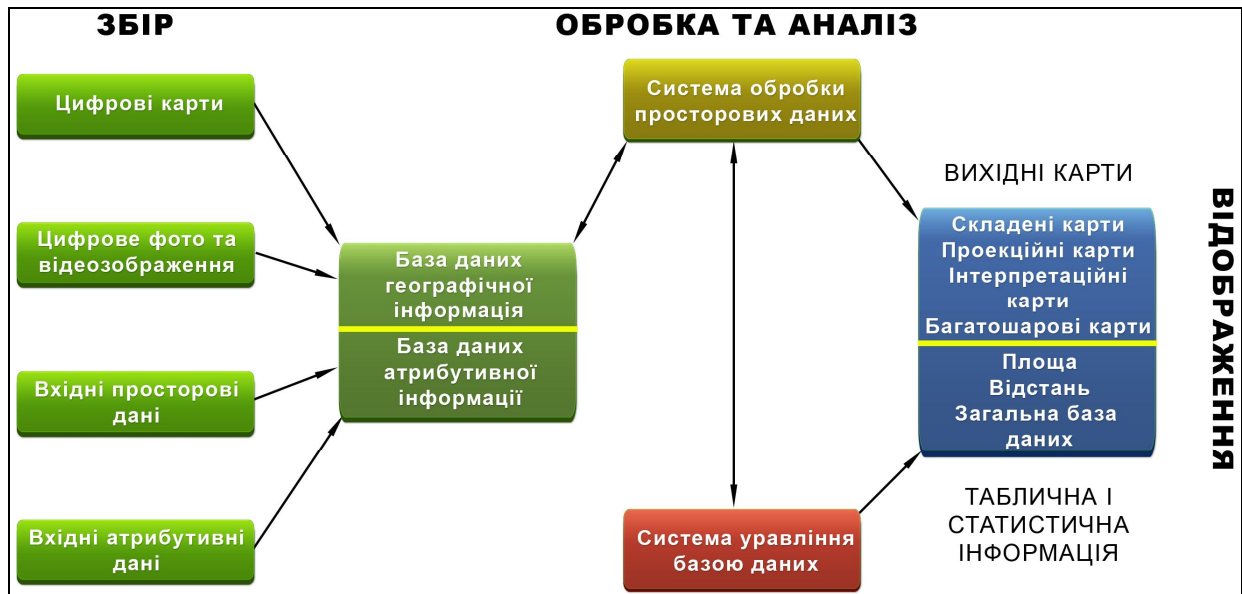 ЗБІР
ОБРОБКА ТА АНАЛІЗ
Цифрові карти
Цифрове фото та
відеозображення
Вхідні просторові
дані
Вхідні атрибутивні
дані
База даних
географічної
інформація
База даних
атрибутивної
інформації
Система обробки
просторових даних
Система уравління
базою даних
ВИХІДНІ КАРТИ
Складені карти
Проекційні карти
Інтерпретаційні
карти
Багатошарові карти
Площа
Відстань
Загальна база
даних
ТАБЛИЧНА І
СТАТИСТИЧНА
ІНФОРМАЦІЯ
ВІДОБРАЖЕННЯ